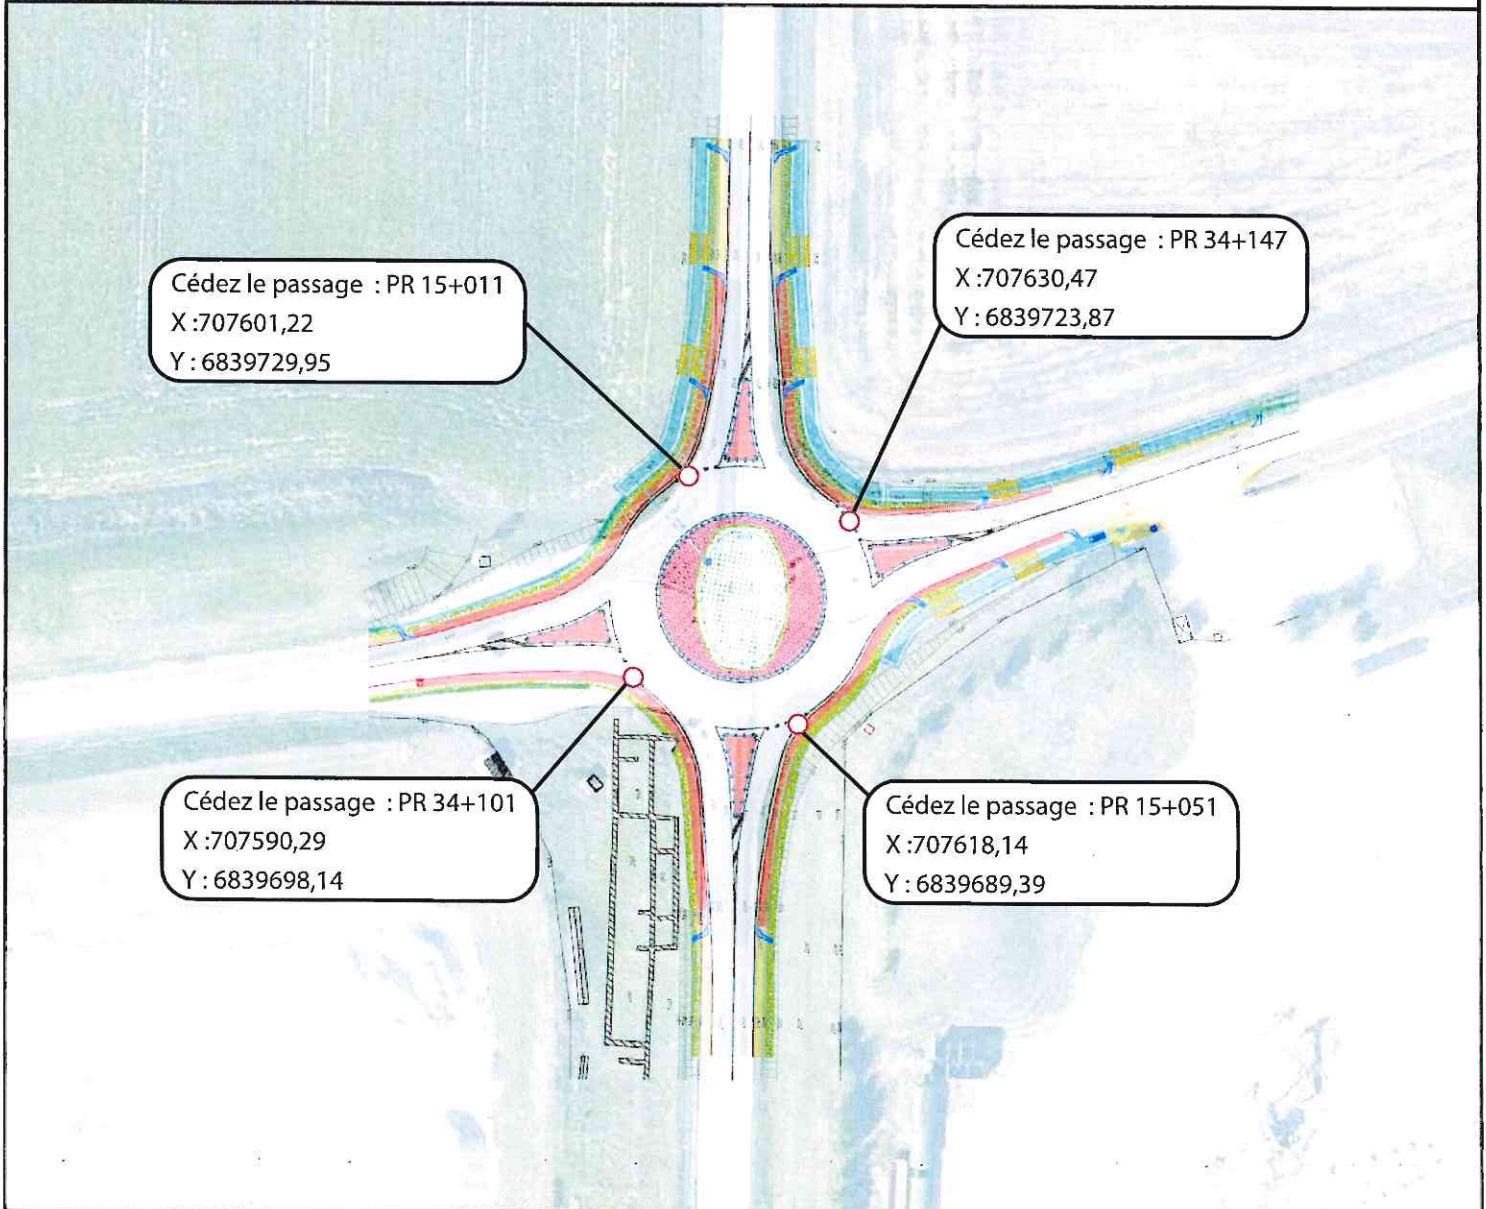 Cédez le passage : PR 15+011
X :707601,22
Y : 6839729,95
Cédez le passage : PR 34+147
X :707630,47
Y : 6839723,87
Cédez le passage : PR 34+101
X :707590,29
Y : 6839698,14
Cédez le passage : PR 15+051
X :707618,14
Y : 6839689,39